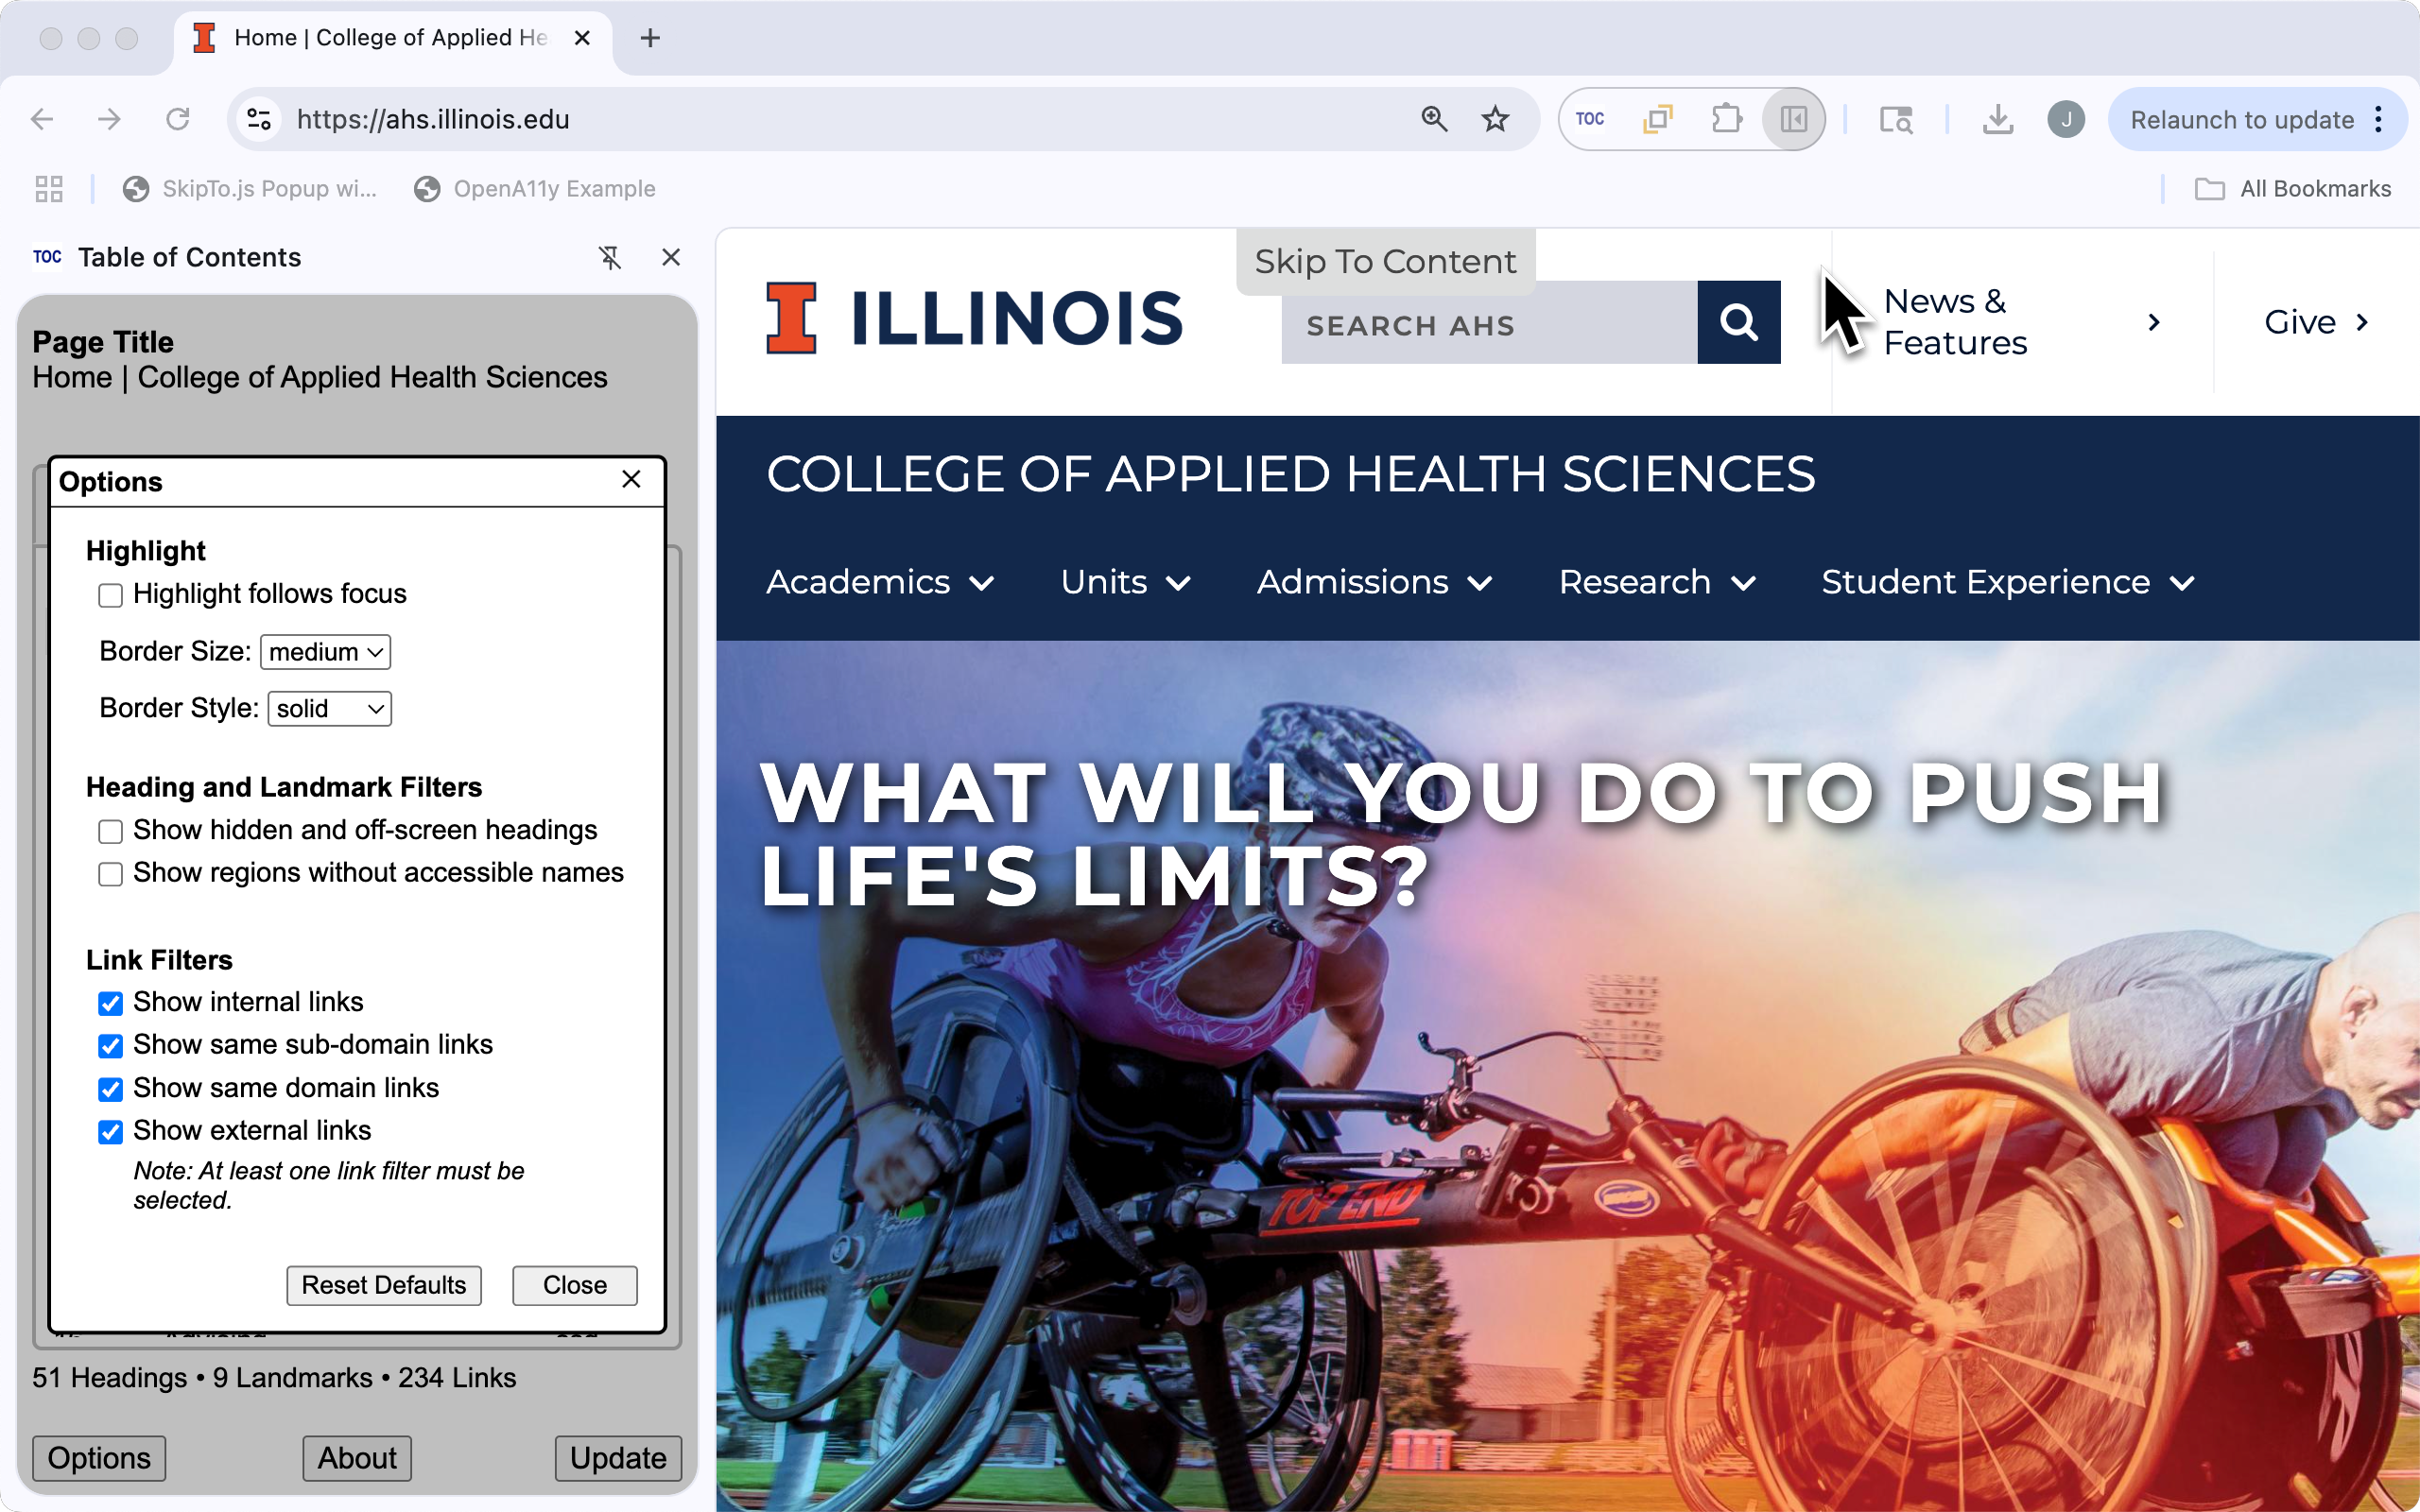 Home | College of Applied He
https://ahs.illinois.edu
TOC
J
Relaunch to update
SkipTo.js Popup wi...
OpenA11y Example
All Bookmarks
TOC Table of Contents
Page Title
Home | College of Applied Health Sciences
Options
Highlight
Highlight follows focus
Border Size: medium
Border Style: solid
Heading and Landmark Filters
Show hidden and off-screen headings
Show regions without accessible names
Link Filters
Show internal links
Show same sub-domain links
Show same domain links
Show external links
Note: At least one link filter must be
selected.
Reset Defaults
Close
51 Headings • 9 Landmarks • 234 Links
Options
About
Update
Skip To Content
ILLINOIS
SEARCH AHS
News &
Features
Give
COLLEGE OF APPLIED HEALTH SCIENCES
Academics
Units
Admissions
Research
Student Experience
WHAT WILL YOU DO TO PUSH
LIFE'S LIMITS?
TOP END